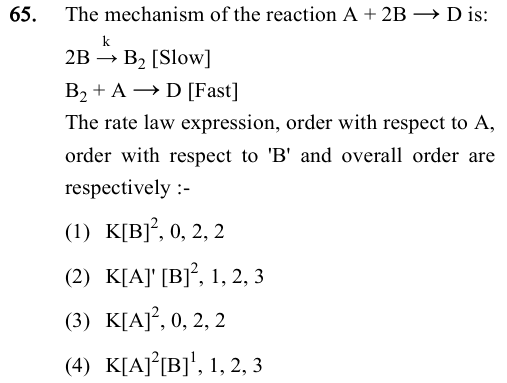 65. The mechanism of the reaction A + 2B ⟶ D is:
2B →^k B₂ [Slow]
B₂ + A ⟶ D [Fast]
The rate law expression, order with respect to A,
order with respect to 'B' and overall order are
respectively :-
(1) K[B]², 0, 2, 2
(2) K[A]' [B]², 1, 2, 3
(3) K[A]², 0, 2, 2
(4) K[A]²[B]¹, 1, 2, 3